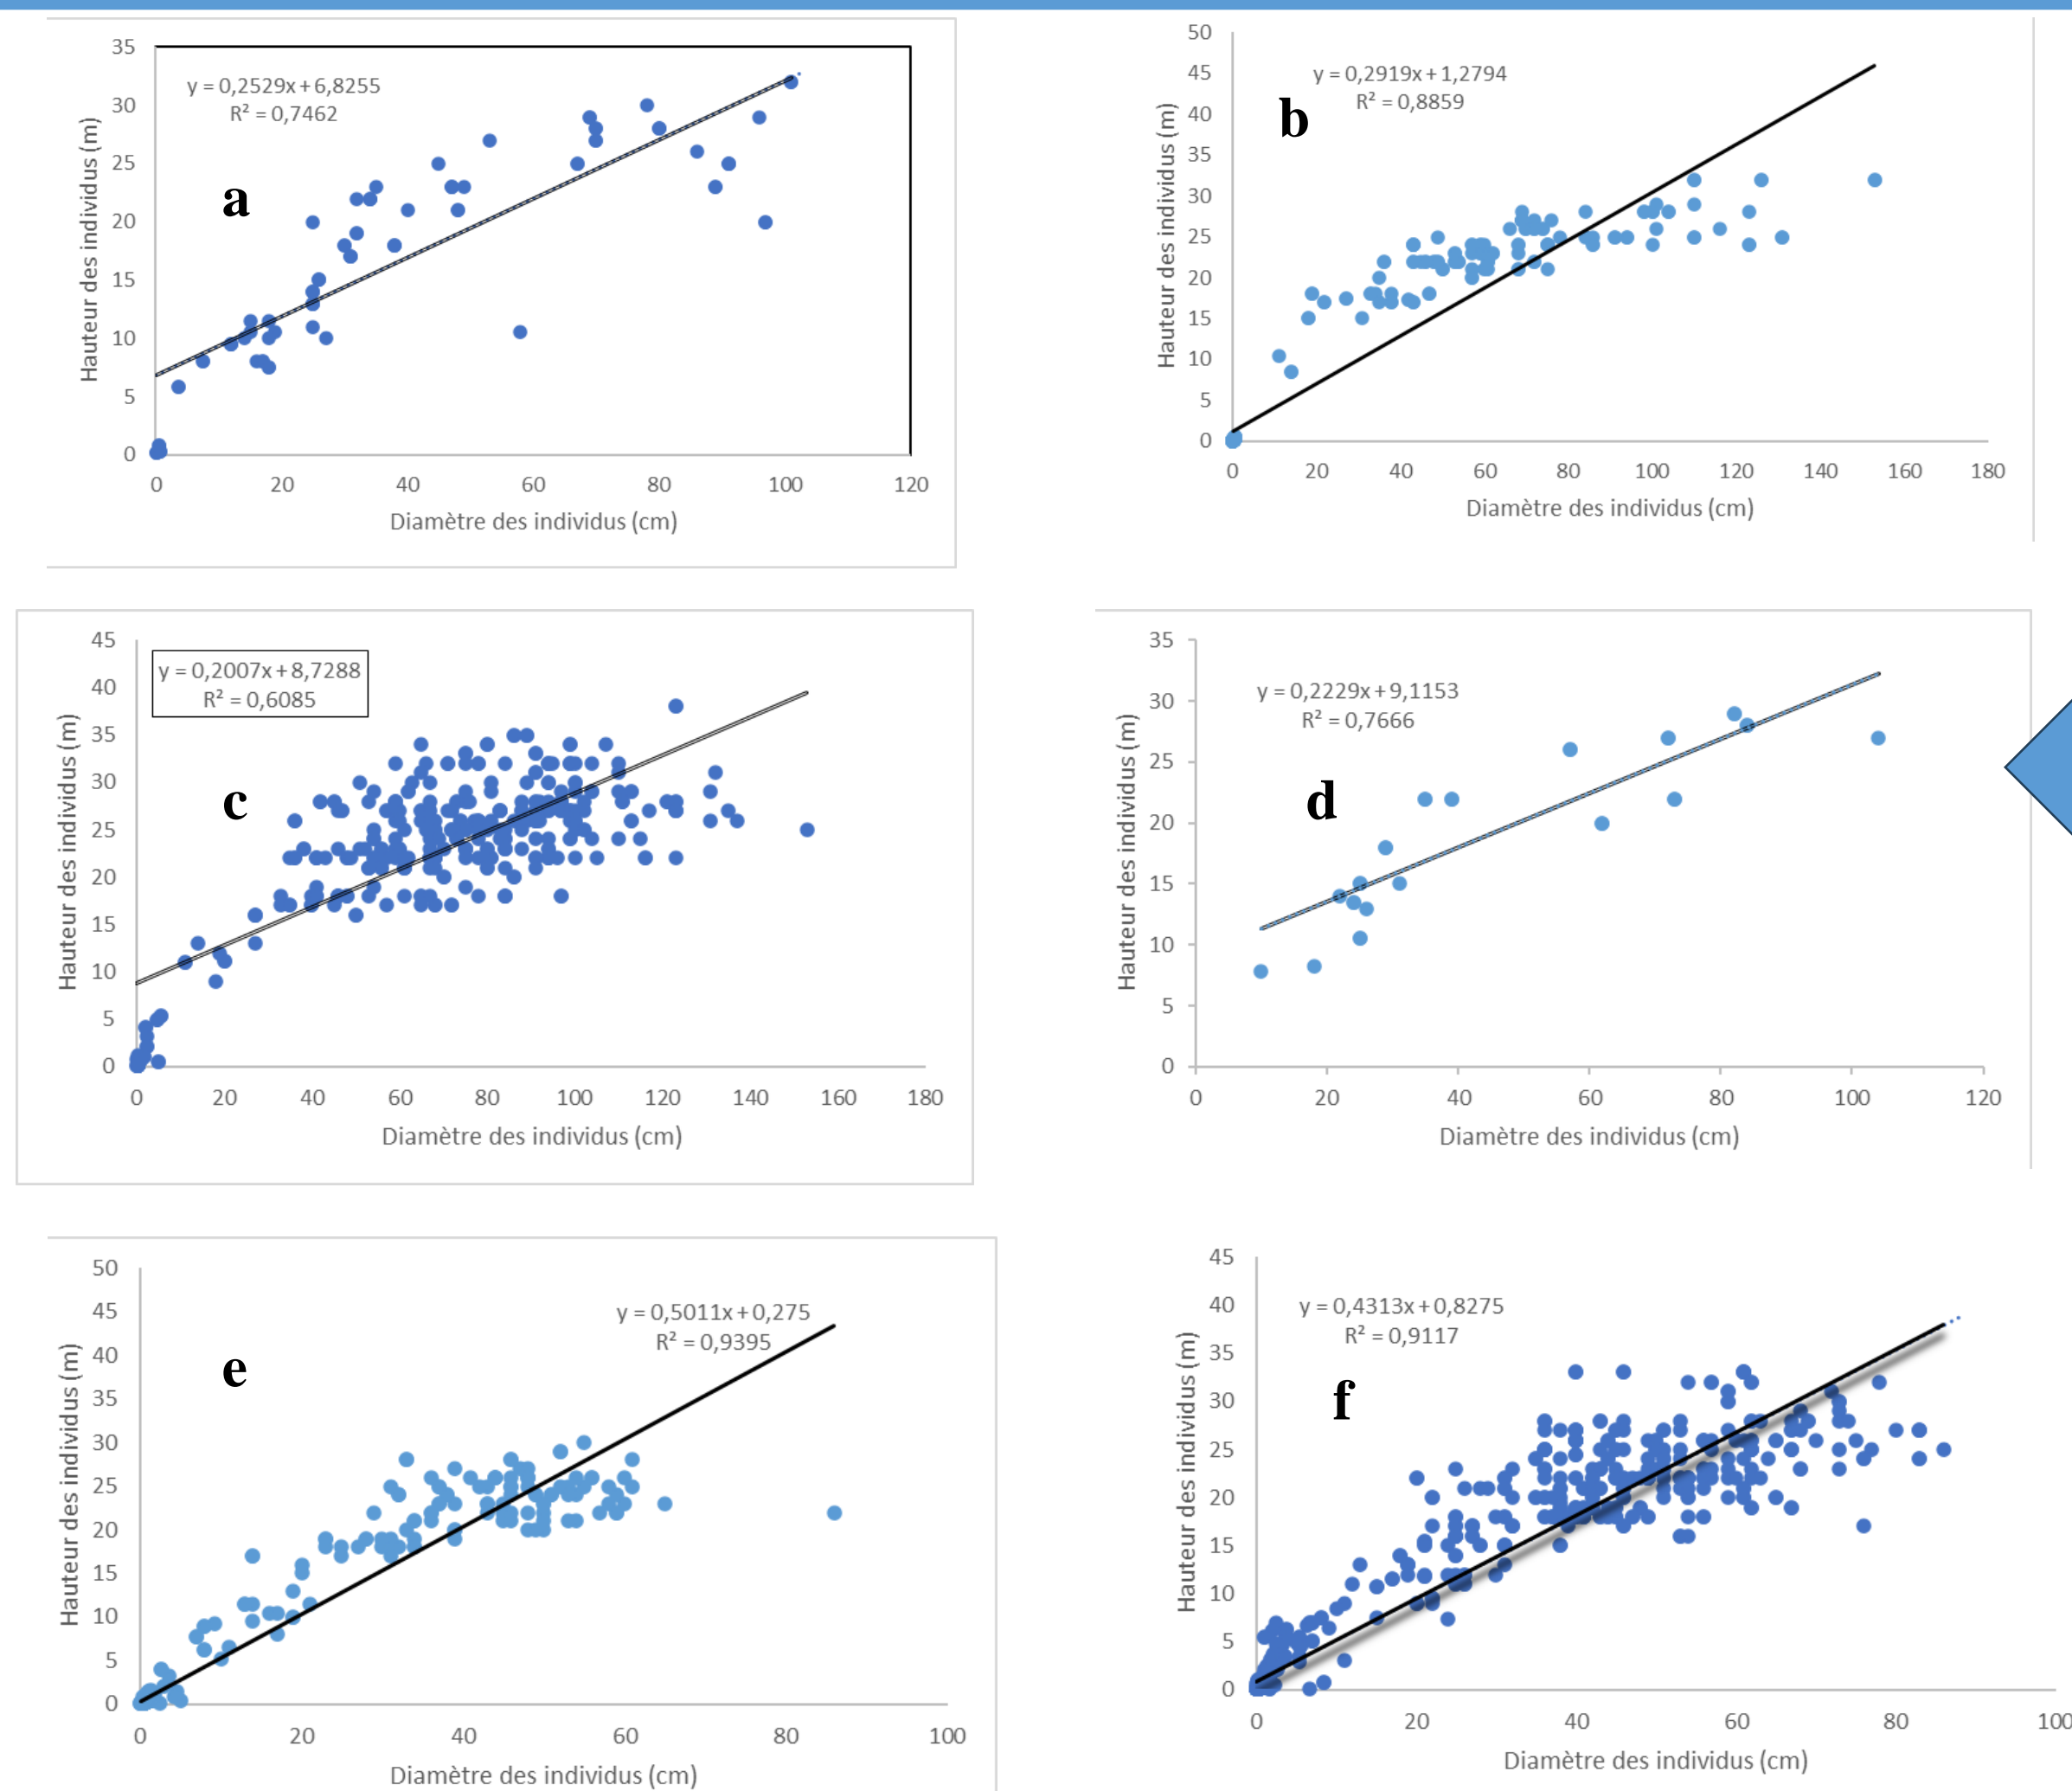 35
30
25
20
15
10
5
0
y = 0,2529x + 6,8255
R² = 0,7462
a
Hauteur des individus (m)
0 20 40 60 80 100 120
Diamètre des individus (cm)
50
45
40
35
30
25
20
15
10
5
0
y = 0,2919x + 1,2794
R² = 0,8859
b
Hauteur des individus (m)
0 20 40 60 80 100 120 140 160 180
Diamètre des individus (cm)
45
40
35
30
25
20
15
10
5
0
y = 0,2007x + 8,7288
R² = 0,6085
c
Hauteur des individus (m)
0 20 40 60 80 100 120 140 160 180
Diamètre des individus (cm)
35
30
25
20
15
10
5
0
y = 0,2229x + 9,1153
R² = 0,7666
d
Hauteur des individus (m)
0 20 40 60 80 100 120
Diamètre des individus (cm)
50
45
40
35
30
25
20
15
10
5
0
y = 0,5011x + 0,275
R² = 0,9395
e
Hauteur des individus (m)
0 20 40 60 80 100
Diamètre des individus (cm)
45
40
35
30
25
20
15
10
5
0
y = 0,4313x + 0,8275
R² = 0,9117
f
Hauteur des individus (m)
0 20 40 60 80 100
Diamètre des individus (cm)